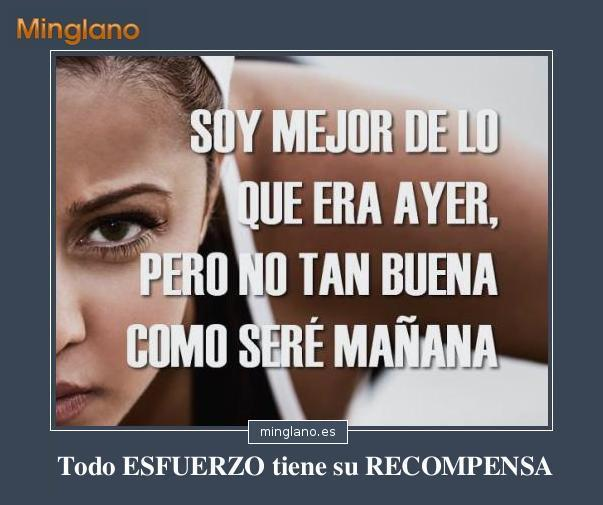 Minglano
SOY MEJOR DE LO
QUE ERA AYER,
PERO NO TAN BUENA
COMO SERÉ MAÑANA
minglano.es
Todo ESFUERZO tiene su RECOMPENSA